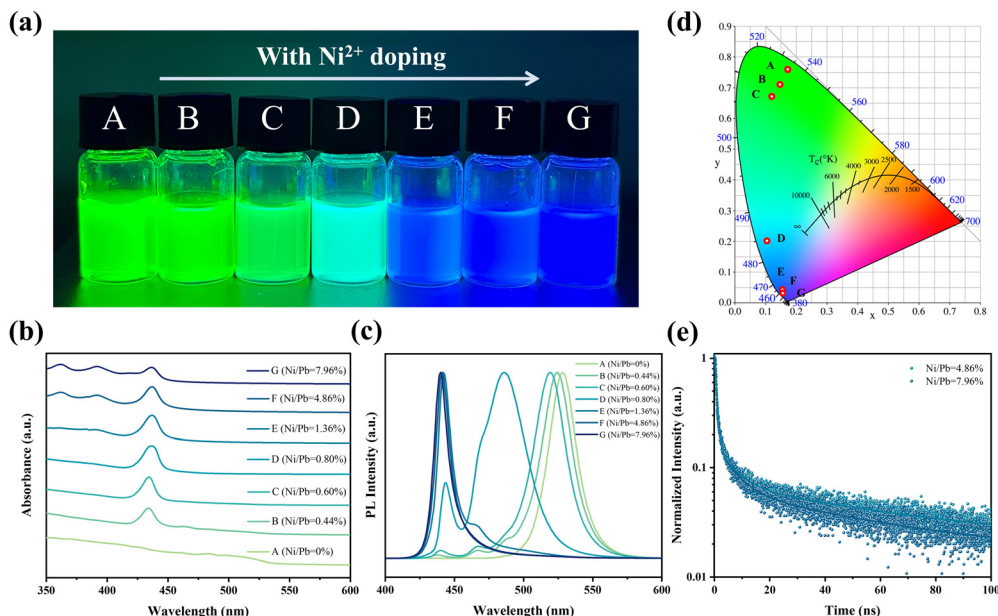 (a)
With Ni²⁺ doping
A B C D E F G
(d)
0.9
0.8
0.7
0.6
0.5
0.4
0.3
0.2
0.1
0.0
y
0.0 0.1 0.2 0.3 0.4 0.5 0.6 0.7 0.8
x
520
540
560
580
600
620
700
500
490
480
470
460
380
A
B
C
D
E
F
G
T_C(°K)
∞
10000
6000
4000
3000
2500
2000
1500
(b)
Absorbance (a.u.)
G (Ni/Pb=7.96%)
F (Ni/Pb=4.86%)
E (Ni/Pb=1.36%)
D (Ni/Pb=0.80%)
C (Ni/Pb=0.60%)
B (Ni/Pb=0.44%)
A (Ni/Pb=0%)
350 400 450 500 550 600
Wavelength (nm)
(c)
PL Intensity (a.u.)
A (Ni/Pb=0%)
B (Ni/Pb=0.44%)
C (Ni/Pb=0.60%)
D (Ni/Pb=0.80%)
E (Ni/Pb=1.36%)
F (Ni/Pb=4.86%)
G (Ni/Pb=7.96%)
400 450 500 550 600
Wavelength (nm)
(e)
Normalized Intensity (a.u.)
1
0.1
0.01
Ni/Pb=4.86%
Ni/Pb=7.96%
0 20 40 60 80 100
Time (ns)